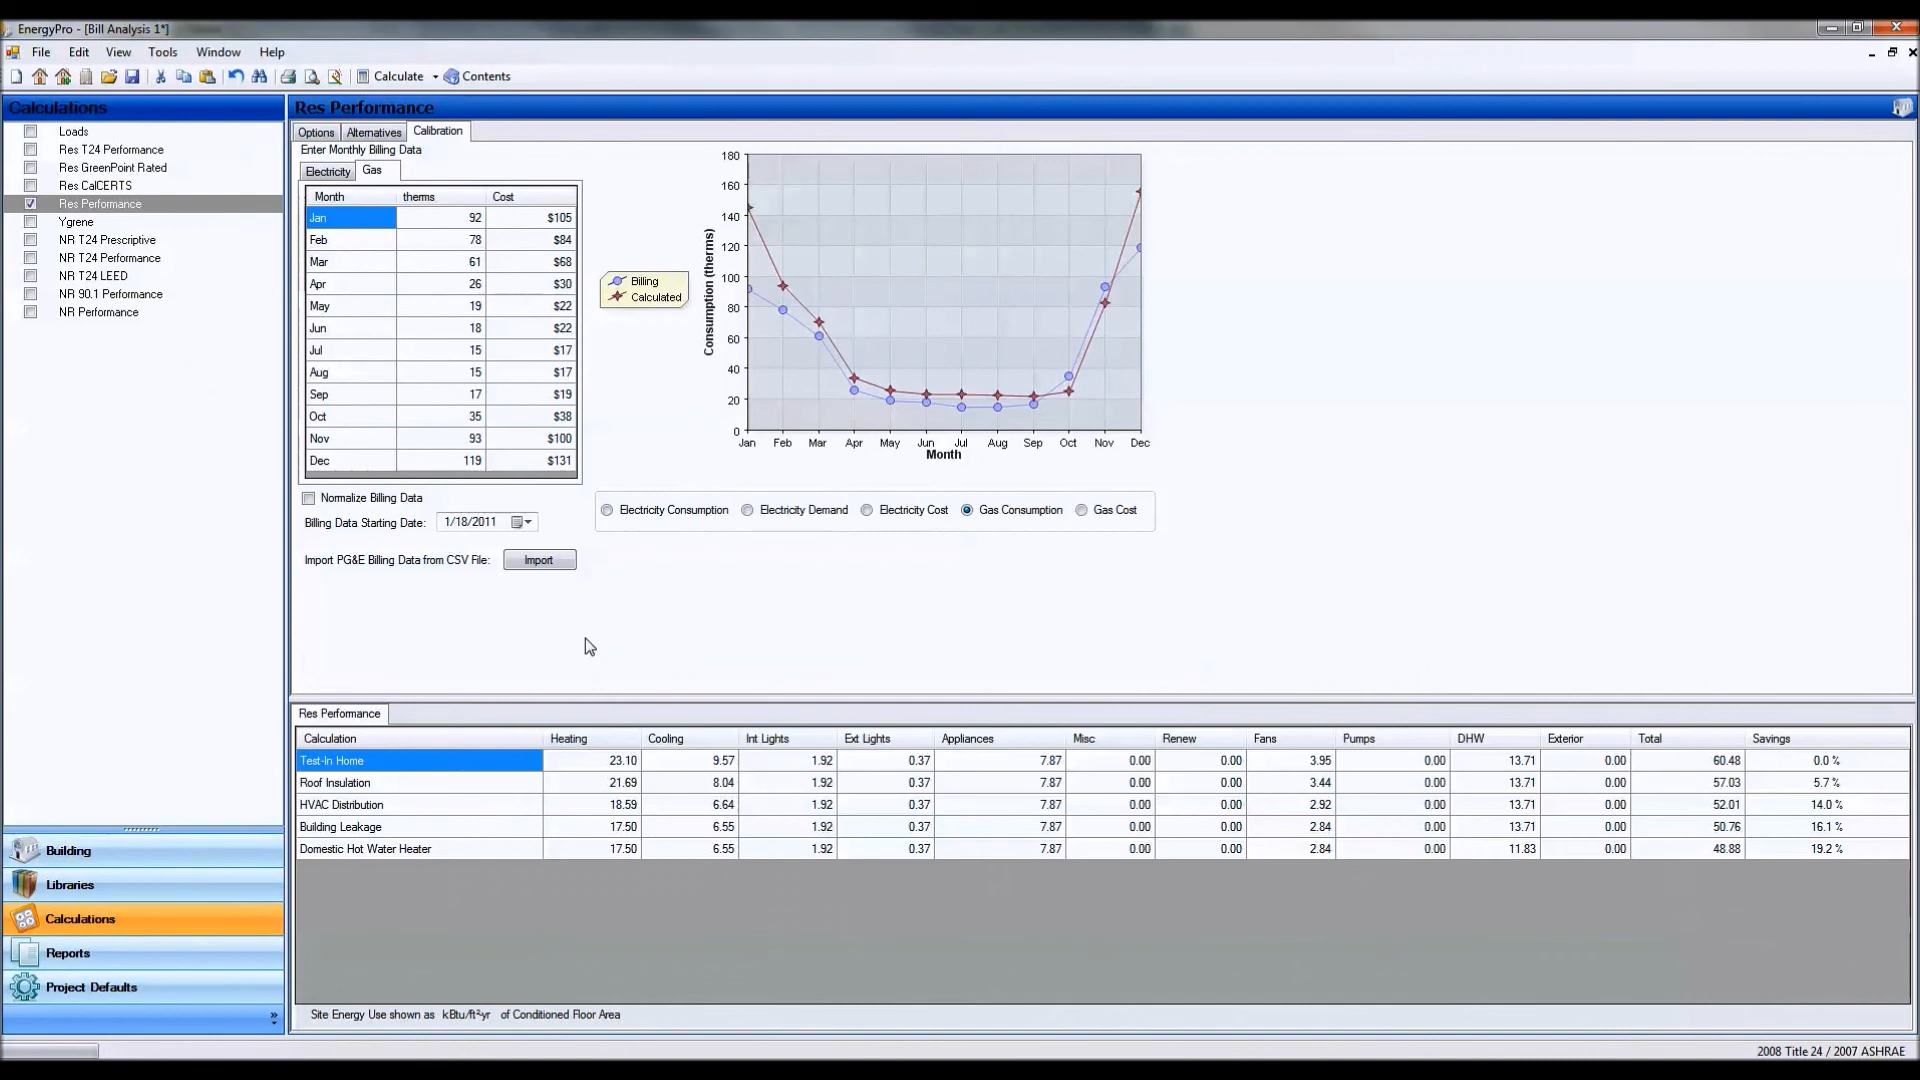 EnergyPro - [Bill Analysis 1*]
File Edit View Tools Window Help
Calculate Contents
Calculations
Loads
Res T24 Performance
Res GreenPoint Rated
Res CalCERTS
Res Performance
Ygrene
NR T24 Prescriptive
NR T24 Performance
NR T24 LEED
NR 90.1 Performance
NR Performance
Building
Libraries
Calculations
Reports
Project Defaults
Res Performance
Options Alternatives Calibration
Enter Monthly Billing Data
Electricity Gas
Month therms Cost
Jan 92 $105
Feb 78 $84
Mar 61 $68
Apr 26 $30
May 19 $22
Jun 18 $22
Jul 15 $17
Aug 15 $17
Sep 17 $19
Oct 35 $38
Nov 93 $100
Dec 119 $131
Normalize Billing Data
Billing Data Starting Date: 1/18/2011
Import PG&E Billing Data from CSV File: Import
Billing
Calculated
Consumption (therms)
180
160
140
120
100
80
60
40
20
0
Jan Feb Mar Apr May Jun Jul Aug Sep Oct Nov Dec
Month
Electricity Consumption Electricity Demand Electricity Cost Gas Consumption Gas Cost
Res Performance
Calculation Heating Cooling Int Lights Ext Lights Appliances Misc Renew Fans Pumps DHW Exterior Total Savings
Test-In Home 23.10 9.57 1.92 0.37 7.87 0.00 0.00 3.95 0.00 13.71 0.00 60.48 0.0 %
Roof Insulation 21.69 8.04 1.92 0.37 7.87 0.00 0.00 3.44 0.00 13.71 0.00 57.03 5.7 %
HVAC Distribution 18.59 6.64 1.92 0.37 7.87 0.00 0.00 2.92 0.00 13.71 0.00 52.01 14.0 %
Building Leakage 17.50 6.55 1.92 0.37 7.87 0.00 0.00 2.84 0.00 13.71 0.00 50.76 16.1 %
Domestic Hot Water Heater 17.50 6.55 1.92 0.37 7.87 0.00 0.00 2.84 0.00 11.83 0.00 48.88 19.2 %
Site Energy Use shown as kBtu/ft²yr of Conditioned Floor Area
2008 Title 24 / 2007 ASHRAE